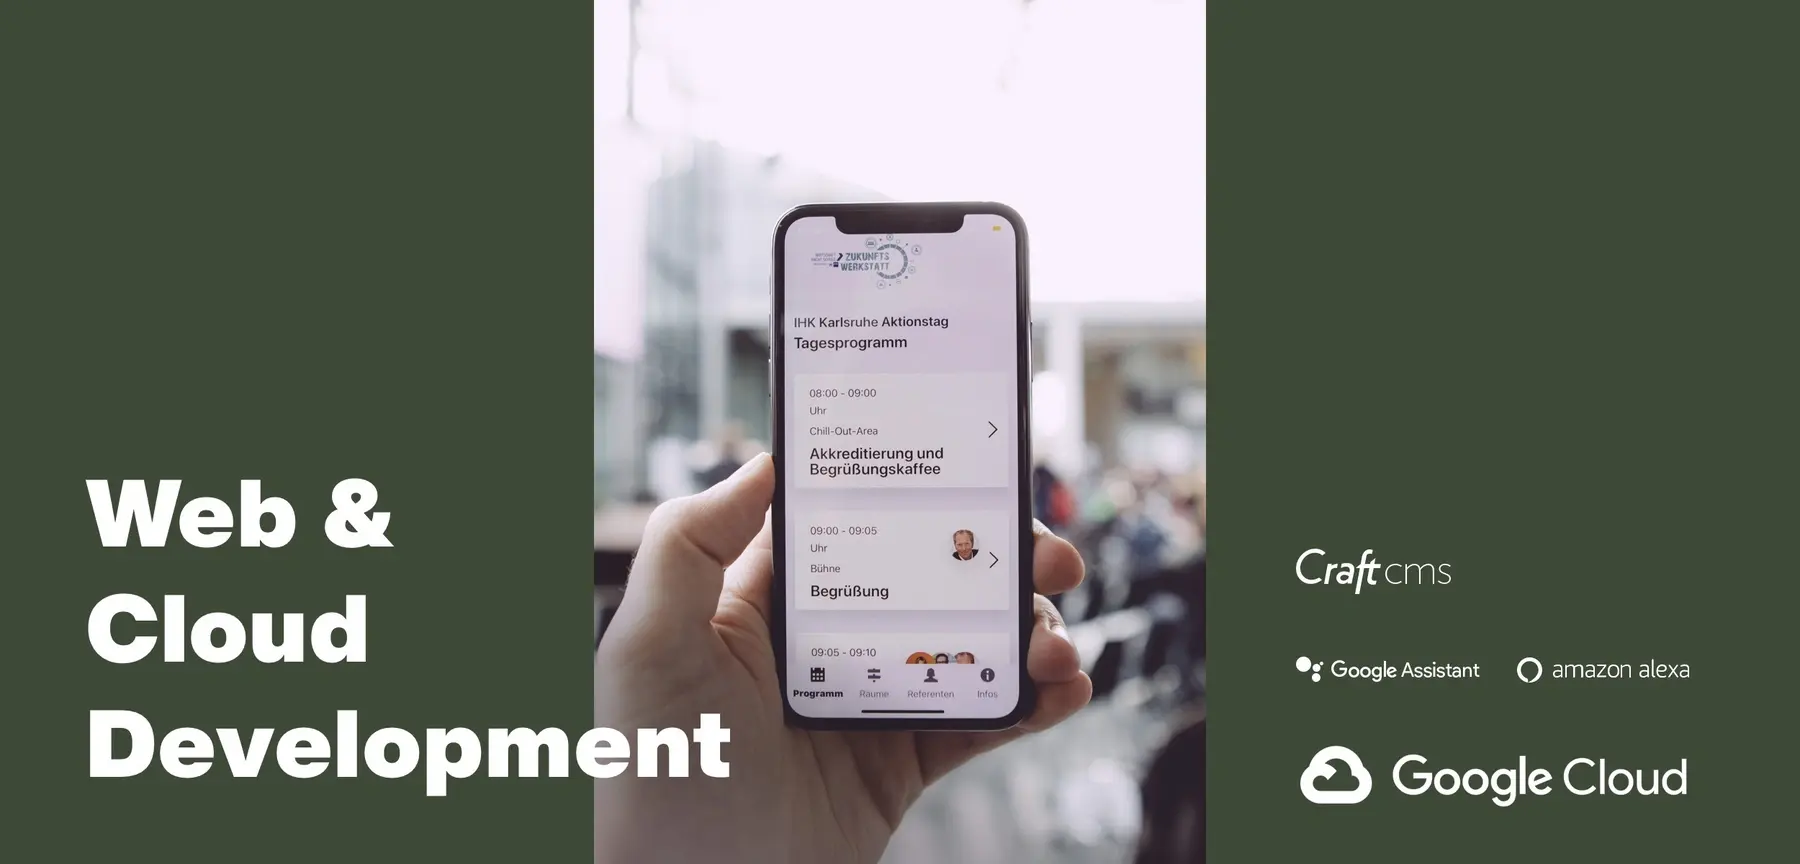 Web &
Cloud
Development
ZUKUNFTS
WERKSTATT
IHK Karlsruhe Aktionstag
Tagesprogramm
08:00 - 09:00
Uhr
Chill-Out-Area
Akkreditierung und
Begrüßungskaffee
09:00 - 09:05
Uhr
Bühne
Begrüßung
09:05 - 09:10
Programm Räume Referenten Infos
Craft cms
Google Assistant amazon alexa
Google Cloud